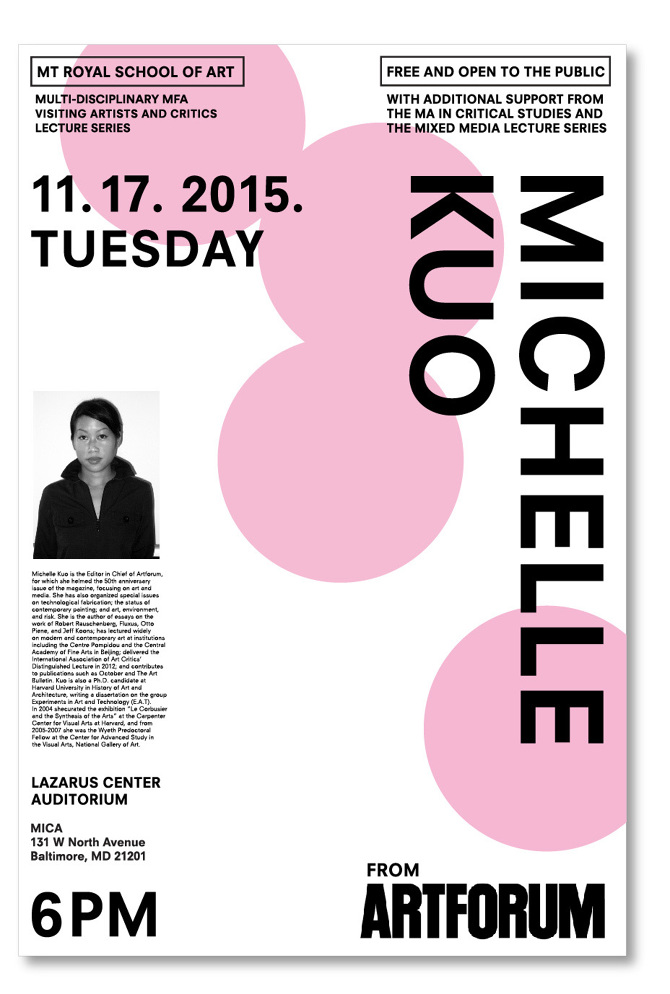 MT ROYAL SCHOOL OF ART
MULTI-DISCIPLINARY MFA
VISITING ARTISTS AND CRITICS
LECTURE SERIES
FREE AND OPEN TO THE PUBLIC
WITH ADDITIONAL SUPPORT FROM
THE MA IN CRITICAL STUDIES AND
THE MIXED MEDIA LECTURE SERIES
11. 17. 2015.
TUESDAY
MICHELLE
KUO
Michelle Kuo is the Editor in Chief of Artforum,
for which she helmed the 50th anniversary
issue of the magazine, focusing on art and
media. She has also organized special issues
on technological fabrication; the status of
contemporary painting; and art, environment,
and risk. She is the author of essays on the
work of Robert Rauschenberg, Fluxus, Otto
Piene, and Jeff Koons; has lectured widely
on modern and contemporary art at institutions
including the Centre Pompidou and the Central
Academy of Fine Arts in Beijing; delivered the
International Association of Art Critics'
Distinguished Lecture in 2012; and contributes
to publications such as October and The Art
Bulletin. Kuo is also a Ph.D. candidate at
Harvard University in History of Art and
Architecture, writing a dissertation on the group
Experiments in Art and Technology (E.A.T.).
In 2004 shecurated the exhibition "Le Corbusier
and the Synthesis of the Arts" at the Carpenter
Center for Visual Arts at Harvard, and from
2005-2007 she was the Wyeth Predoctoral
Fellow at the Center for Advanced Study in
the Visual Arts, National Gallery of Art.
LAZARUS CENTER
AUDITORIUM
MICA
131 W North Avenue
Baltimore, MD 21201
6PM
FROM
ARTFORUM